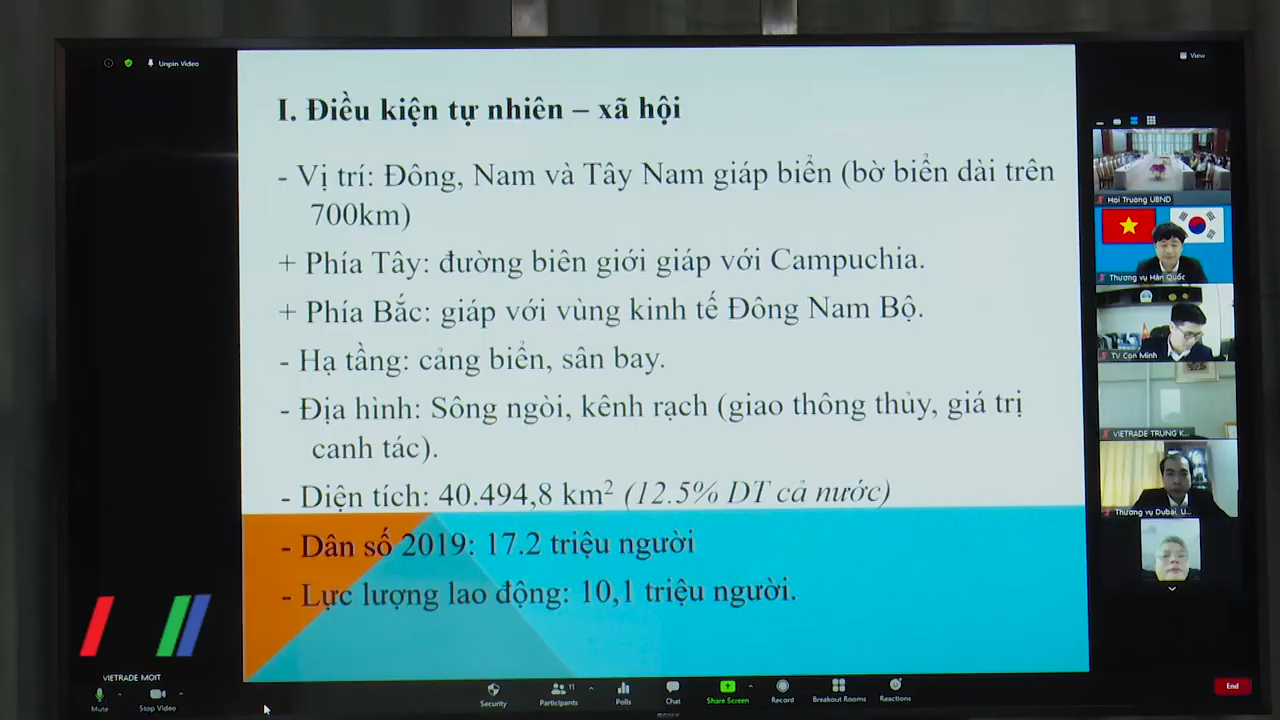 Unpin Video
View
I. Điều kiện tự nhiên – xã hội
- Vị trí: Đông, Nam và Tây Nam giáp biển (bờ biển dài trên
700km)
+ Phía Tây: đường biên giới giáp với Campuchia.
+ Phía Bắc: giáp với vùng kinh tế Đông Nam Bộ.
- Hạ tầng: cảng biển, sân bay.
- Địa hình: Sông ngòi, kênh rạch (giao thông thủy, giá trị
canh tác).
- Diện tích: 40.494,8 km² (12.5% DT cả nước)
- Dân số 2019: 17.2 triệu người
- Lực lượng lao động: 10,1 triệu người.
Hoi Truong UBND
Thương vụ Hàn Quốc
TV Con Minh
VIETRADE TRUNG K...
Thương vụ Dubai, U...
VIETRADE MOIT
Mute
Stop Video
Security
Participants
11
Polls
Chat
Share Screen
Record
Breakout Rooms
Reactions
End
SONY